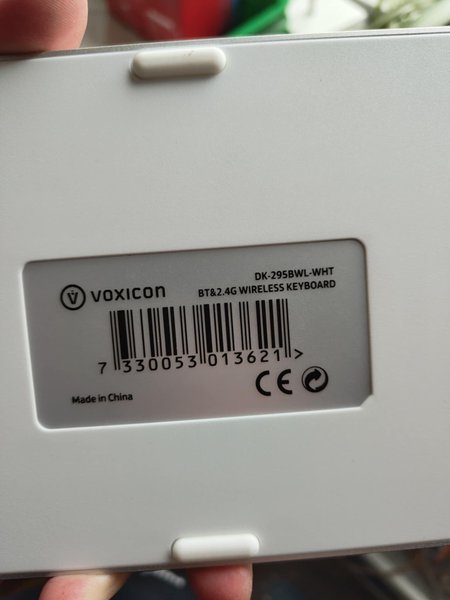 VOXICON
DK-295BWL-WHT
BT&2.4G WIRELESS KEYBOARD
7 330053 013621 >
CE
Made in China